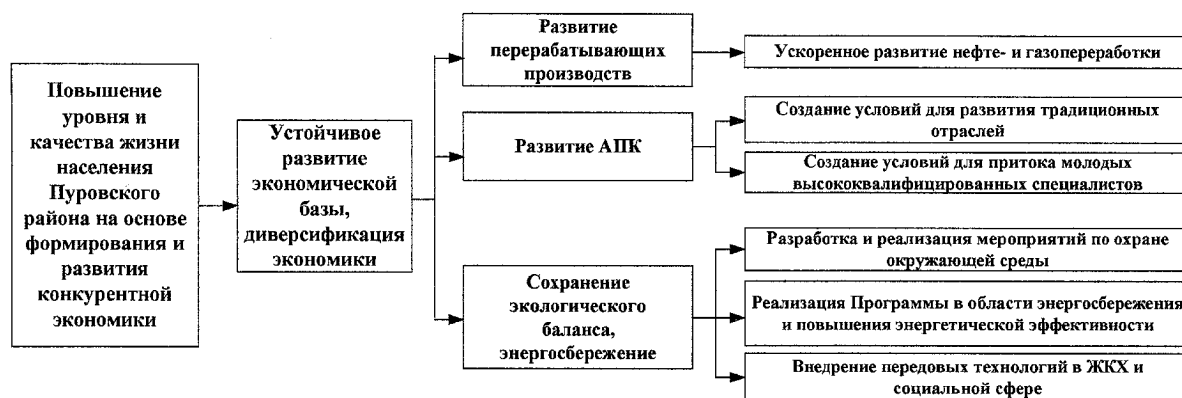 Повышение
уровня и
качества жизни
населения
Пуровского
района на основе
формирования и
развития
конкурентной
экономики
Устойчивое
развитие
экономической
базы,
диверсификация
экономики
Развитие
перерабатывающих
производств
Ускоренное развитие нефте- и газопереработки
Развитие АПК
Создание условий для развития традиционных
отраслей
Создание условий для притока молодых
высококвалифицированных специалистов
Сохранение
экологического
баланса,
энергосбережение
Разработка и реализация мероприятий по охране
окружающей среды
Реализация Программы в области энергосбережения
и повышения энергетической эффективности
Внедрение передовых технологий в ЖКХ и
социальной сфере